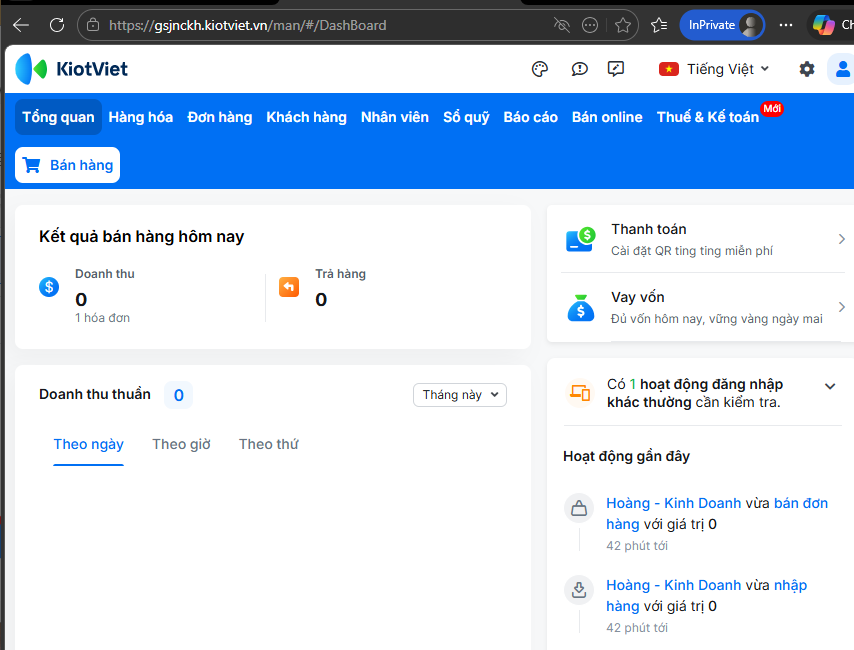 https://gsjnckh.kiotviet.vn/man/#/DashBoard
InPrivate
KiotViet
Tiếng Việt
Tổng quan Hàng hóa Đơn hàng Khách hàng Nhân viên Sổ quỹ Báo cáo Bán online Thuế & Kế toán Mới
Bán hàng
Kết quả bán hàng hôm nay
Doanh thu
0
1 hóa đơn
Trả hàng
0
Doanh thu thuần 0
Tháng này
Theo ngày Theo giờ Theo thứ
Thanh toán
Cài đặt QR ting ting miễn phí
Vay vốn
Đủ vốn hôm nay, vững vàng ngày mai
Có 1 hoạt động đăng nhập
khác thường cần kiểm tra.
Hoạt động gần đây
Hoàng - Kinh Doanh vừa bán đơn
hàng với giá trị 0
42 phút tới
Hoàng - Kinh Doanh vừa nhập
hàng với giá trị 0
42 phút tới